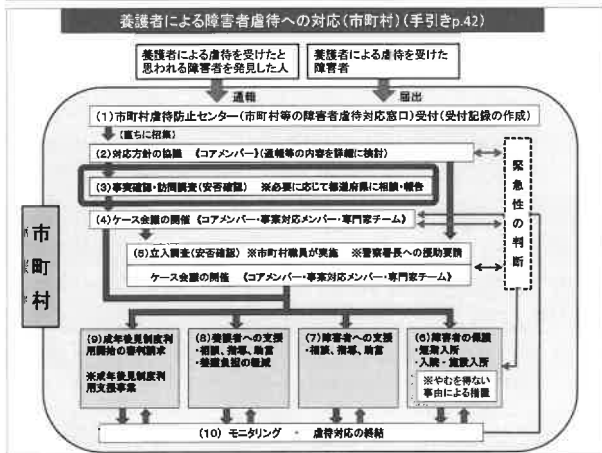 養護者による障害者虐待への対応（市町村）（手引きp.42）
養護者による虐待を受けたと
思われる障害者を発見した人
養護者による虐待を受けた
障害者
通報
届出
(1)市町村虐待防止センター（市町村等の障害者虐待対応窓口）受付（受付記録の作成）
（直ちに招集）
(2)対応方針の協議 《コアメンバー》（通報等の内容を詳細に検討）
(3)事実確認・訪問調査（安否確認） ※必要に応じて都道府県に相談・報告
(4)ケース会議の開催 《コアメンバー・事案対応メンバー・専門家チーム》
(5)立入調査（安否確認） ※市町村職員が実施 ※警察署長への援助要請
ケース会議の開催 《コアメンバー・事案対応メンバー・専門家チーム》
緊急性の判断
市町村
(9)成年後見制度利
用開始の審判請求
※成年後見制度利
用支援事業
(8)養護者への支援
・相談、指導、助言
・養護負担の軽減
(7)障害者への支援
・相談、指導、助言
(6)障害者の保護
・短期入所
・入院・施設入所
※やむを得ない
事由による措置
(10) モニタリング ・ 虐待対応の終結